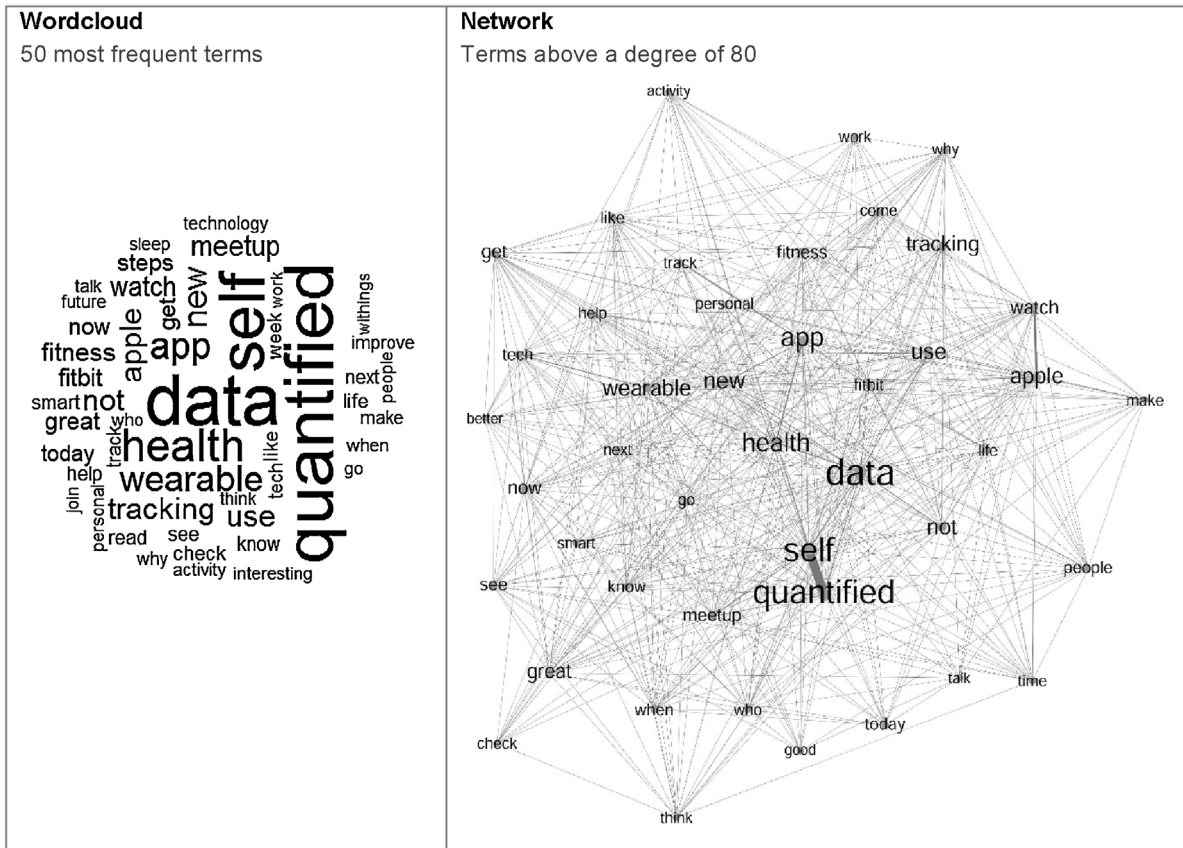 Wordcloud
50 most frequent terms
technology
sleep
meetup
steps
talk
watch
get
new
self
week
work
quantified
withings
future
now
apple
app
improve
fitness
fitbit
data
next
people
smart
not
life
great
who
make
track
health
tech
like
when
today
help
wearable
go
join
personal
tracking
think
use
read
see
know
why
check
activity
interesting
Network
Terms above a degree of 80
activity
work
why
like
come
get
track
fitness
tracking
personal
help
watch
app
tech
use
wearable
new
fitbit
apple
better
make
health
next
life
data
now
go
not
smart
self
people
see
know
quantified
meetup
great
talk
time
when
who
today
check
good
think